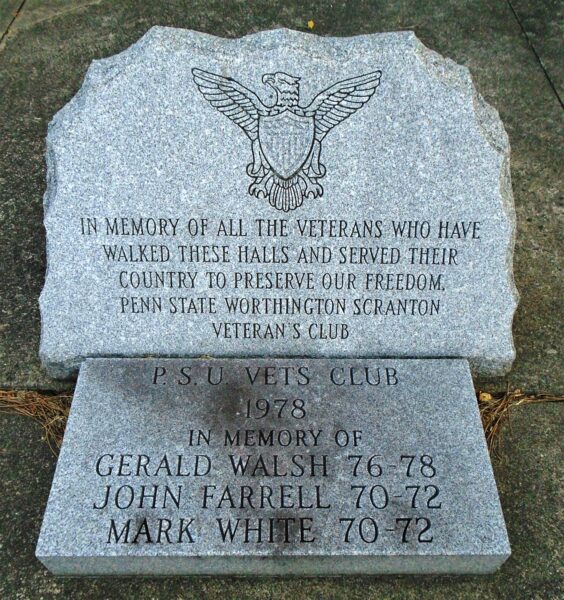 IN MEMORY OF ALL THE VETERANS WHO HAVE
WALKED THESE HALLS AND SERVED THEIR
COUNTRY TO PRESERVE OUR FREEDOM.
PENN STATE WORTHINGTON SCRANTON
VETERAN'S CLUB
P.S.U. VETS CLUB
1978
IN MEMORY OF
GERALD WALSH 76-78
JOHN FARRELL 70-72
MARK WHITE 70-72